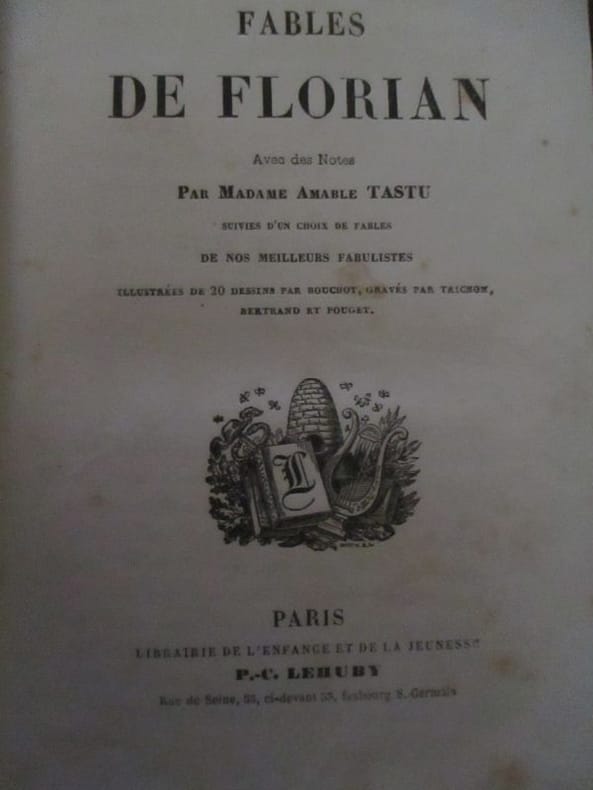 FABLES
DE FLORIAN
Avec des Notes
PAR MADAME AMABLE TASTU
SUIVIES D'UN CHOIX DE FABLES
DE NOS MEILLEURS FABULISTES
ILLUSTRÉES DE 20 DESSINS PAR BOUCHOT, GRAVÉS PAR TRICHON,
BERTRAND ET POUGET.
L
PARIS
LIBRAIRIE DE L'ENFANCE ET DE LA JEUNESSE
P.-C. LEHUBY
Rue de Seine, ci-devant 53, faubourg S.-Germain